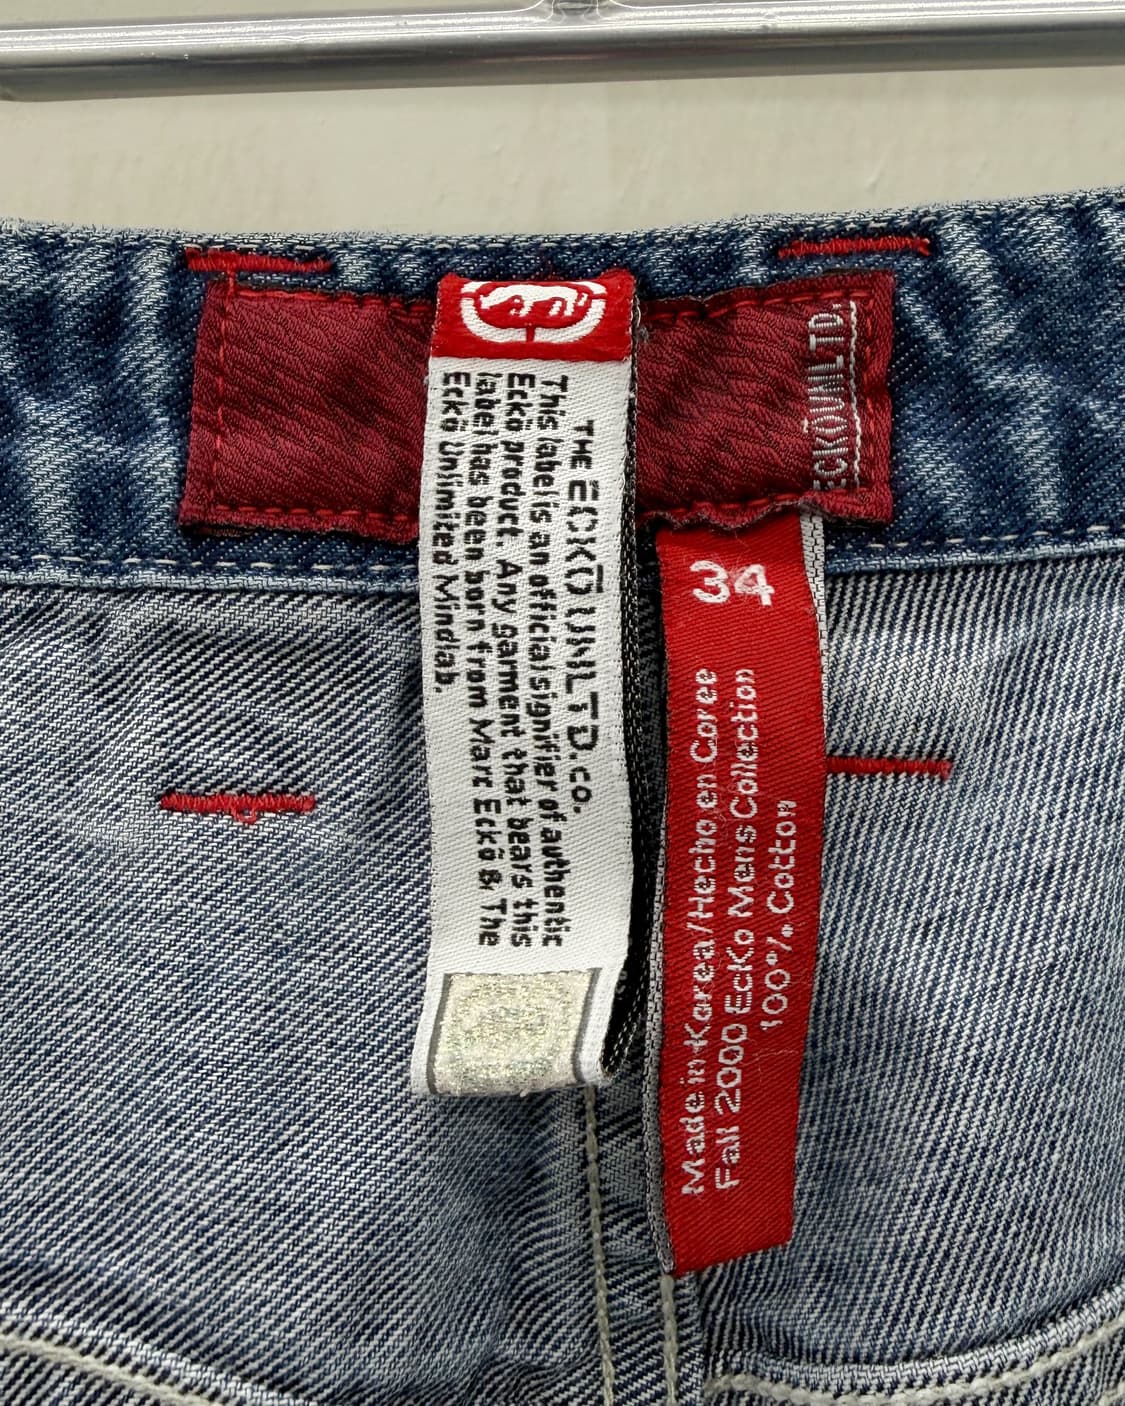 THE ECKŌ UNLTD.CO.
This label is an official signifier of authentic
Eckō product. Any garment that bears this
label has been born from Marc Eckō & The
Eckō Unlimited Mindlab.
ECKŌUNLTD.
34
Made in Korea/Hecho en Coree
Fall 2000 EcKo Mens Collection
100% Cotton